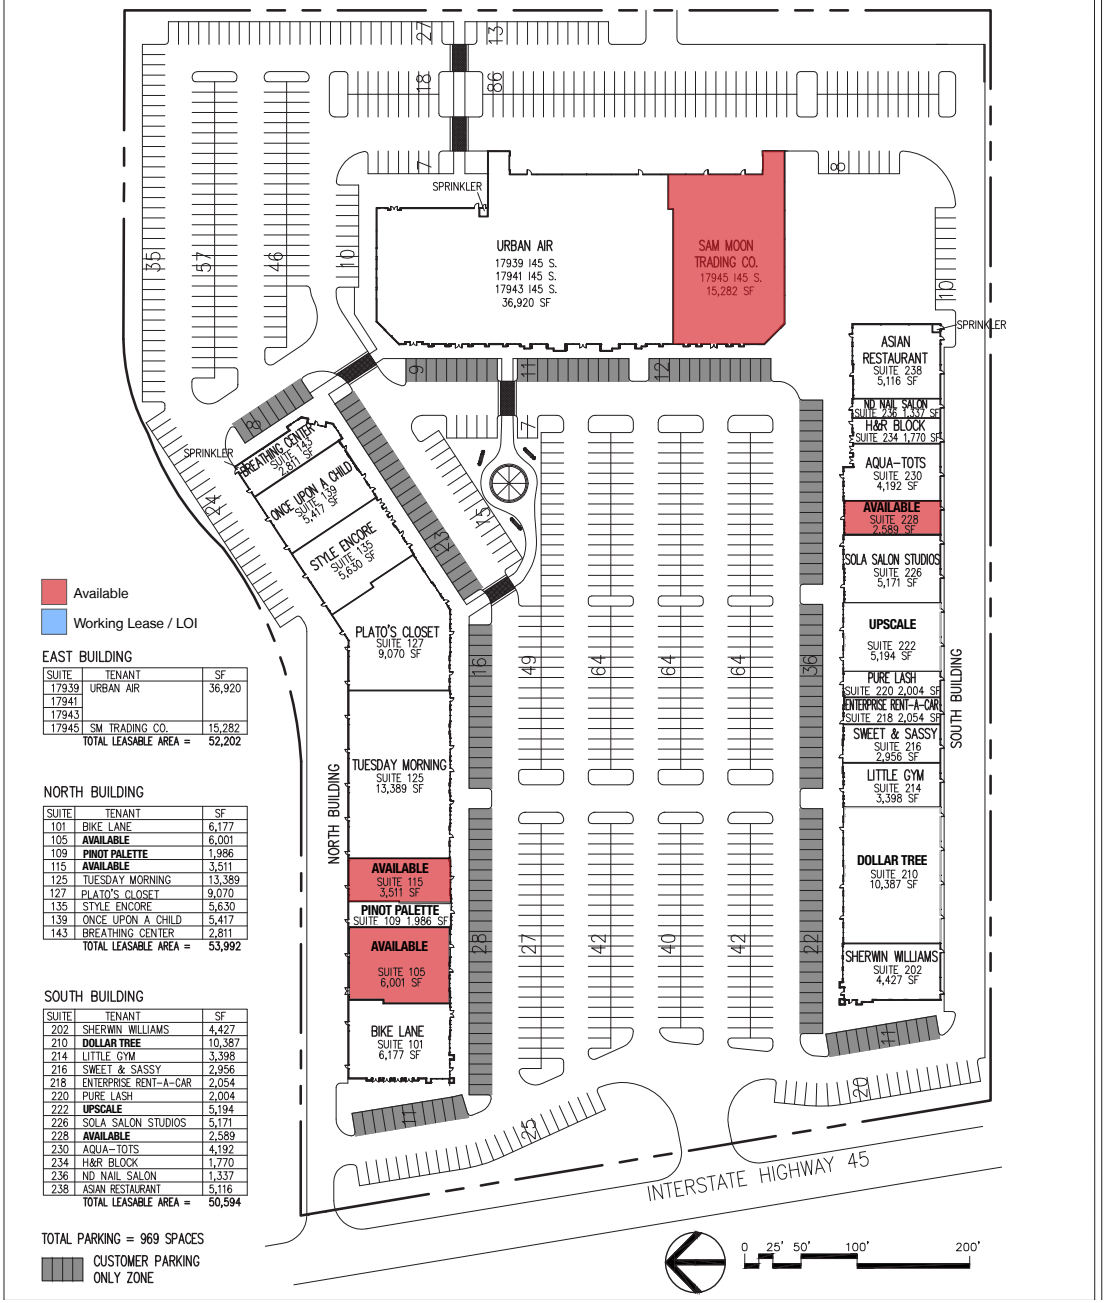 27
13
18
86
7
8
SPRINKLER
35
57
46
10
10
URBAN AIR
17939 I45 S.
17941 I45 S.
17943 I45 S.
36,920 SF
SAM MOON
TRADING CO.
17945 I45 S.
15,282 SF
SPRINKLER
ASIAN
RESTAURANT
SUITE 238
5,116 SF
9
11
12
ND NAIL SALON
SUITE 236 1,337 SF
H&R BLOCK
SUITE 234 1,770 SF
8
7
SPRINKLER
BREATHING CENTER
SUITE 143
2,811 SF
AQUA-TOTS
SUITE 230
4,192 SF
24
ONCE UPON A CHILD
SUITE 139
5,417 SF
15
23
AVAILABLE
SUITE 228
2,589 SF
STYLE ENCORE
SUITE 135
5,630 SF
SOLA SALON STUDIOS
SUITE 226
5,171 SF
Available
Working Lease / LOI
PLATO'S CLOSET
SUITE 127
9,070 SF
16
49
64
64
64
36
UPSCALE
SUITE 222
5,194 SF
PURE LASH
SUITE 220 2,004 SF
ENTERPRISE RENT-A-CAR
SUITE 218 2,054 SF
SOUTH BUILDING
SWEET & SASSY
SUITE 216
2,956 SF
LITTLE GYM
SUITE 214
3,398 SF
EAST BUILDING
SUITE TENANT SF
17939 URBAN AIR 36,920
17941
17943
17945 SM TRADING CO. 15,282
TOTAL LEASABLE AREA = 52,202
TUESDAY MORNING
SUITE 125
13,389 SF
NORTH BUILDING
AVAILABLE
SUITE 115
3,511 SF
PINOT PALETTE
SUITE 109 1,986 SF
DOLLAR TREE
SUITE 210
10,387 SF
NORTH BUILDING
SUITE TENANT SF
101 BIKE LANE 6,177
105 AVAILABLE 6,001
109 PINOT PALETTE 1,986
115 AVAILABLE 3,511
125 TUESDAY MORNING 13,389
127 PLATO'S CLOSET 9,070
135 STYLE ENCORE 5,630
139 ONCE UPON A CHILD 5,417
143 BREATHING CENTER 2,811
TOTAL LEASABLE AREA = 53,992
AVAILABLE
SUITE 105
6,001 SF
28
27
42
40
42
22
SHERWIN WILLIAMS
SUITE 202
4,427 SF
BIKE LANE
SUITE 101
6,177 SF
11
SOUTH BUILDING
SUITE TENANT SF
202 SHERWIN WILLIAMS 4,427
210 DOLLAR TREE 10,387
214 LITTLE GYM 3,398
216 SWEET & SASSY 2,956
218 ENTERPRISE RENT-A-CAR 2,054
220 PURE LASH 2,004
222 UPSCALE 5,194
226 SOLA SALON STUDIOS 5,171
228 AVAILABLE 2,589
230 AQUA-TOTS 4,192
234 H&R BLOCK 1,770
236 ND NAIL SALON 1,337
238 ASIAN RESTAURANT 5,116
TOTAL LEASABLE AREA = 50,594
11
25
20
INTERSTATE HIGHWAY 45
TOTAL PARKING = 969 SPACES
CUSTOMER PARKING
ONLY ZONE
0 25' 50' 100' 200'